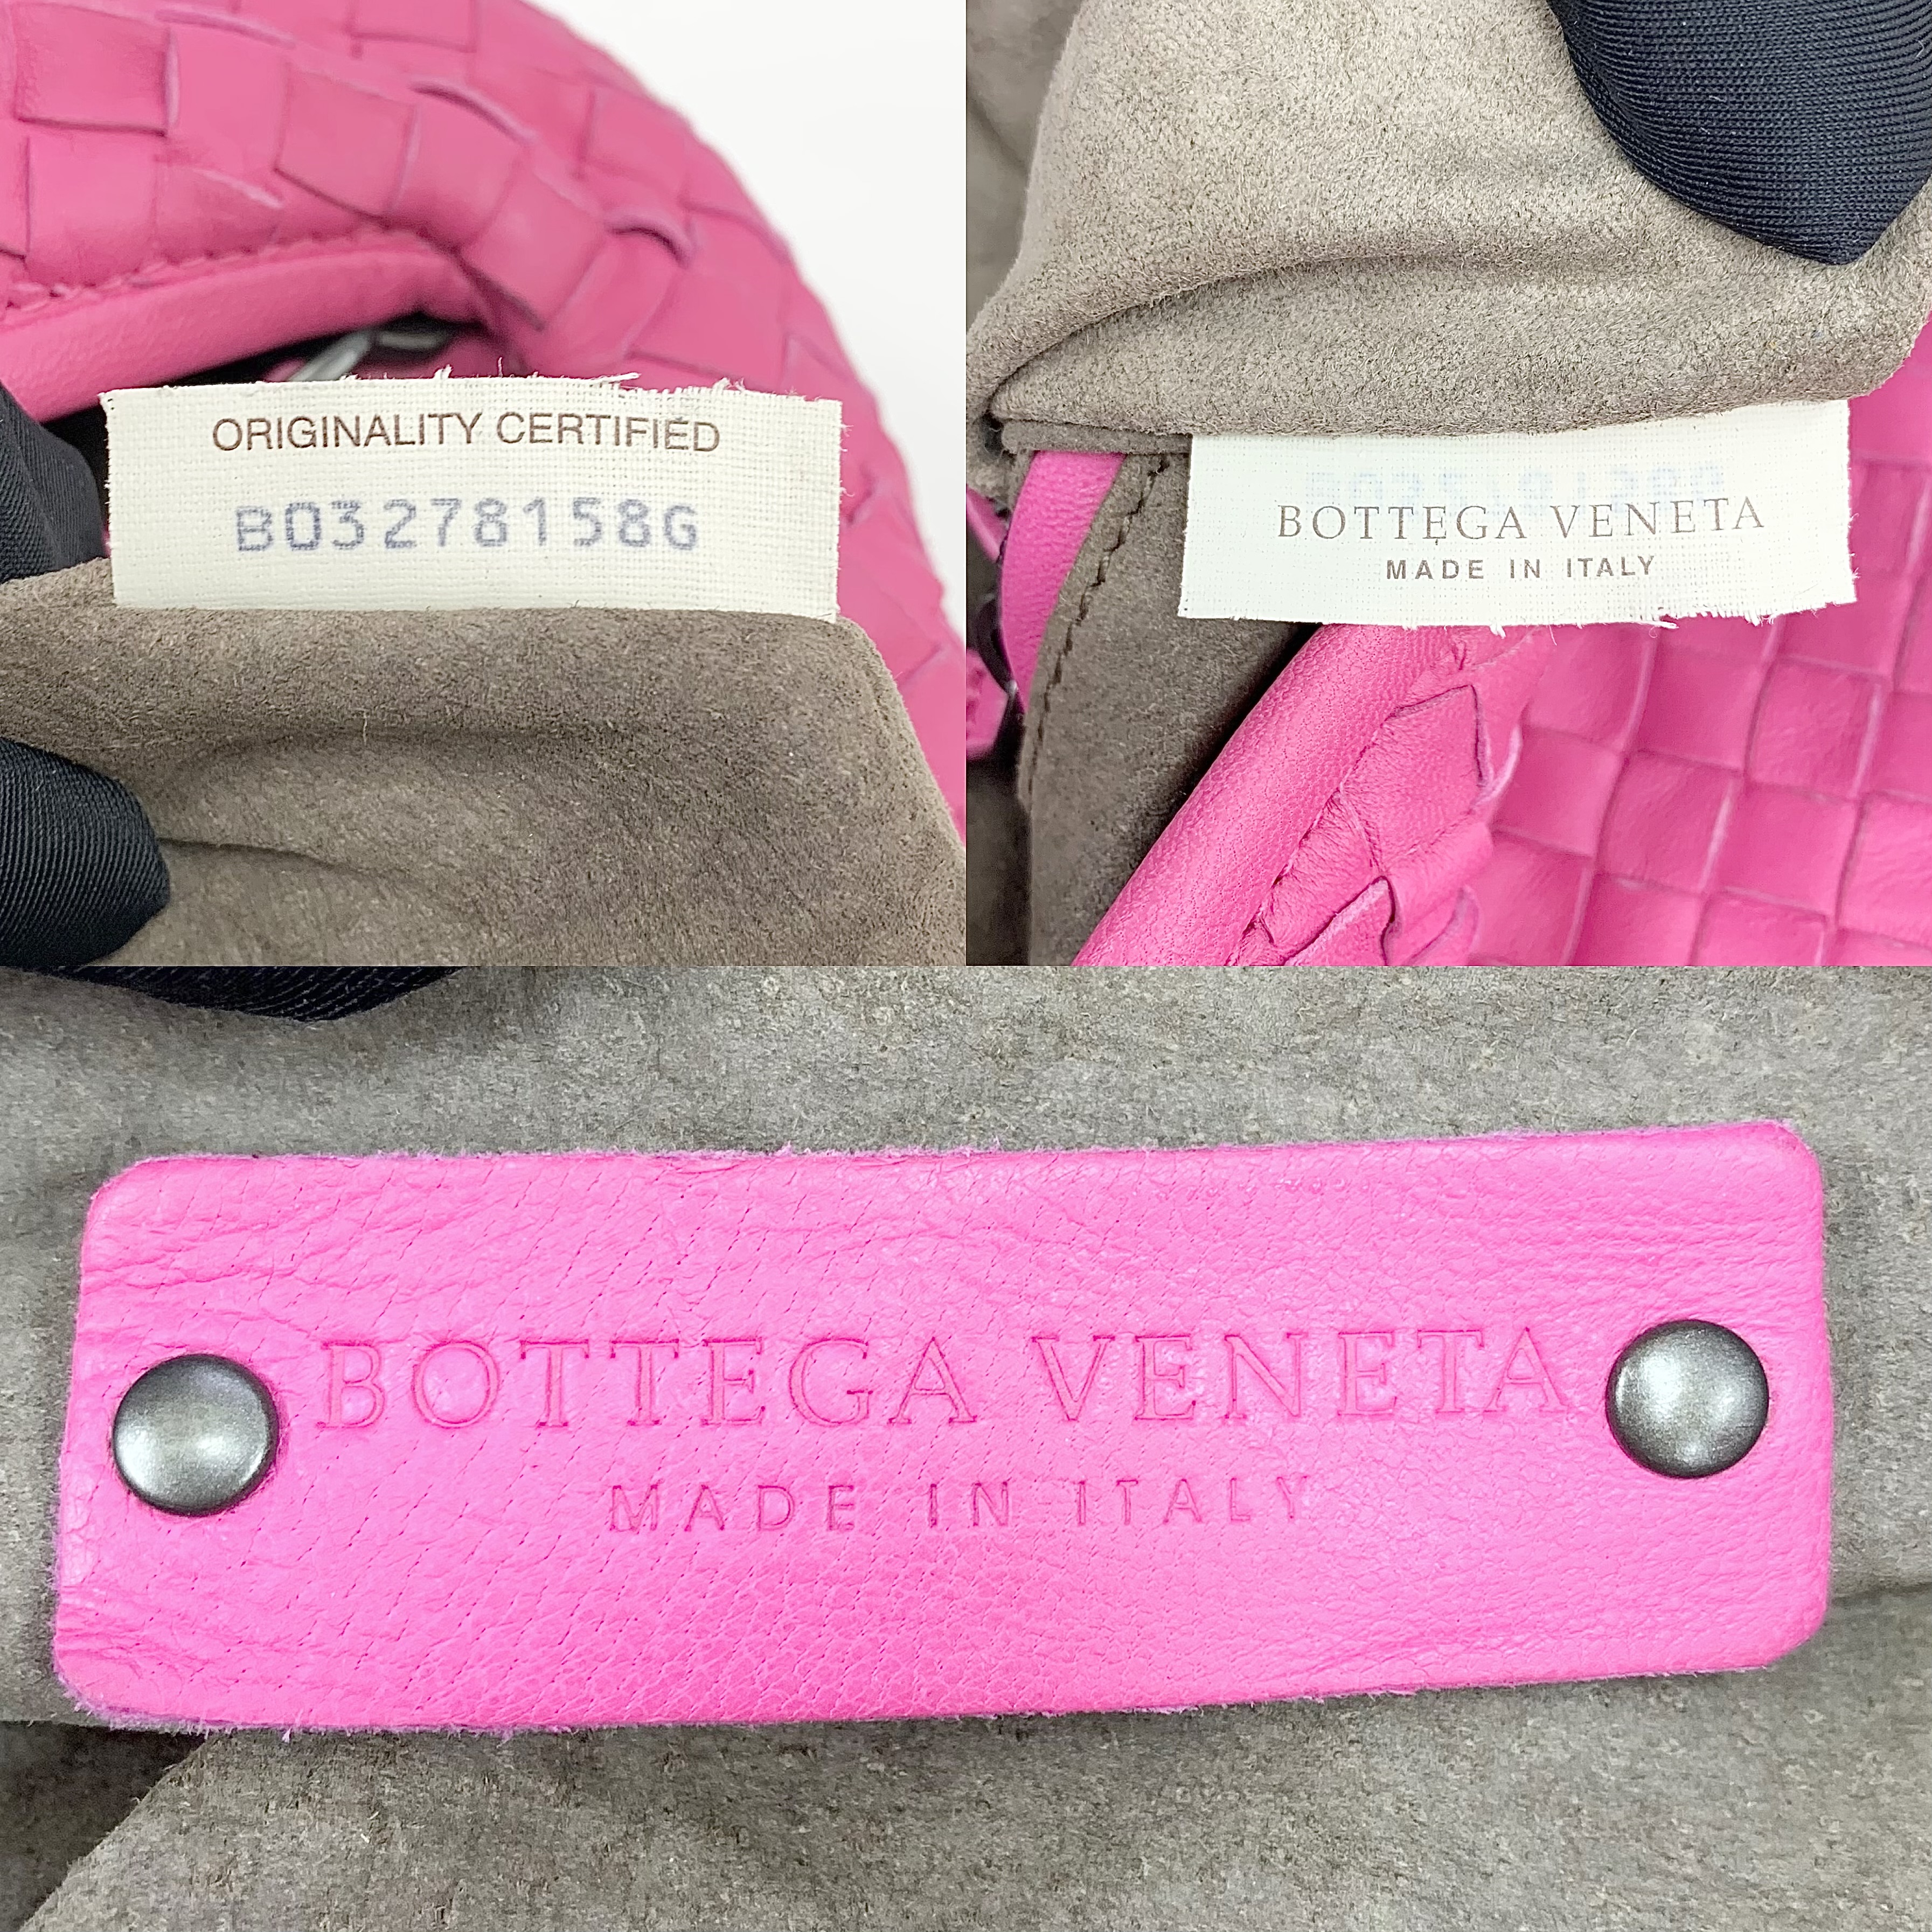 ORIGINALITY CERTIFIED
B03278158G
BOTTEGA VENETA
MADE IN ITALY
BOTTEGA VENETA
MADE IN ITALY